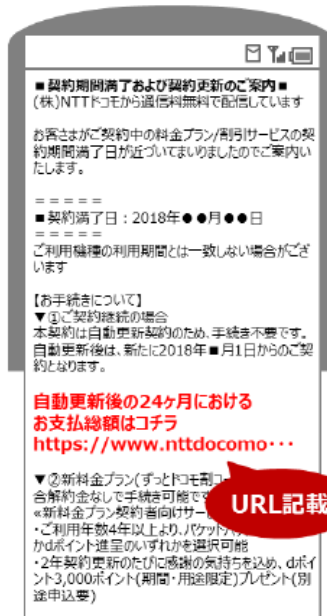 ■契約期間満了および契約更新のご案内■
(株)NTTドコモから通信料無料で配信しています
お客さまがご契約中の料金プラン/割引サービスの契
約期間満了日が近づいてまいりましたのでご案内い
たします。
=====
■契約満了日：2018年●●月●●日
=====
ご利用機種の利用期間とは一致しない場合がござ
います
【お手続きについて】
▼①ご契約継続の場合
本契約は自動更新契約のため、手続き不要です。
自動更新後は、新たに2018年■月1日からのご契
約となります。
自動更新後の24ヶ月における
お支払総額はコチラ
https://www.nttdocomo･･･
▼②新料金プラン(ずっとドコモ割コー
合解約金なしで手続き可能です
URL記載
≪新料金プラン契約者向けサー
・ご利用年数4年以上より、パケットパ
かdポイント進呈のいずれかを選択可能
・2年契約更新のたびに感謝の気持ちを込め、dポイ
ント3,000ポイント(期間・用途限定)プレゼント(別
途申込要)